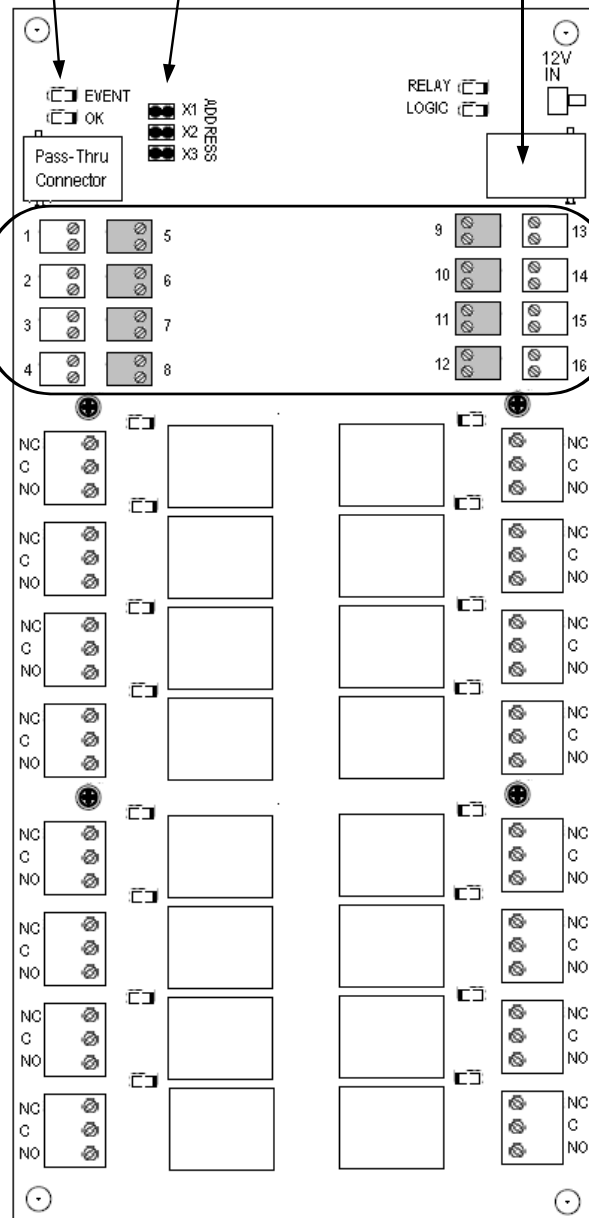 12V
IN
EVENT
OK
X1
X2
X3
ADDRESS
RELAY
LOGIC
Pass-Thru
Connector
1 5 9 13
2 6 10 14
3 7 11 15
4 8 12 16
NC NC
C C
NO NO
NC NC
C C
NO NO
NC NC
C C
NO NO
NC NC
C C
NO NO
NC NC
C C
NO NO
NC NC
C C
NO NO
NC NC
C C
NO NO
NC NC
C C
NO NO